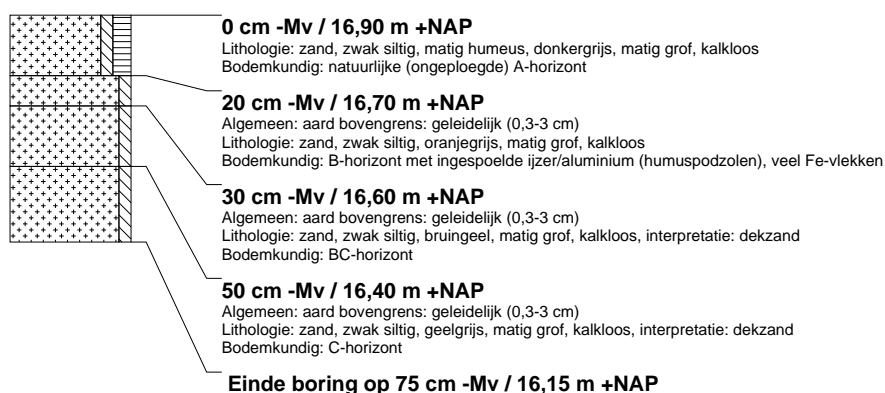 0 cm -Mv / 16,90 m +NAP
Lithologie: zand, zwak siltig, matig humeus, donkergrijs, matig grof, kalkloos
Bodemkundig: natuurlijke (ongeploegde) A-horizont
20 cm -Mv / 16,70 m +NAP
Algemeen: aard bovengrens: geleidelijk (0,3-3 cm)
Lithologie: zand, zwak siltig, oranjegrijs, matig grof, kalkloos
Bodemkundig: B-horizont met ingespoelde ijzer/aluminium (humuspodzolen), veel Fe-vlekken
30 cm -Mv / 16,60 m +NAP
Algemeen: aard bovengrens: geleidelijk (0,3-3 cm)
Lithologie: zand, zwak siltig, bruingeel, matig grof, kalkloos, interpretatie: dekzand
Bodemkundig: BC-horizont
50 cm -Mv / 16,40 m +NAP
Algemeen: aard bovengrens: geleidelijk (0,3-3 cm)
Lithologie: zand, zwak siltig, geelgrijs, matig grof, kalkloos, interpretatie: dekzand
Bodemkundig: C-horizont
Einde boring op 75 cm -Mv / 16,15 m +NAP